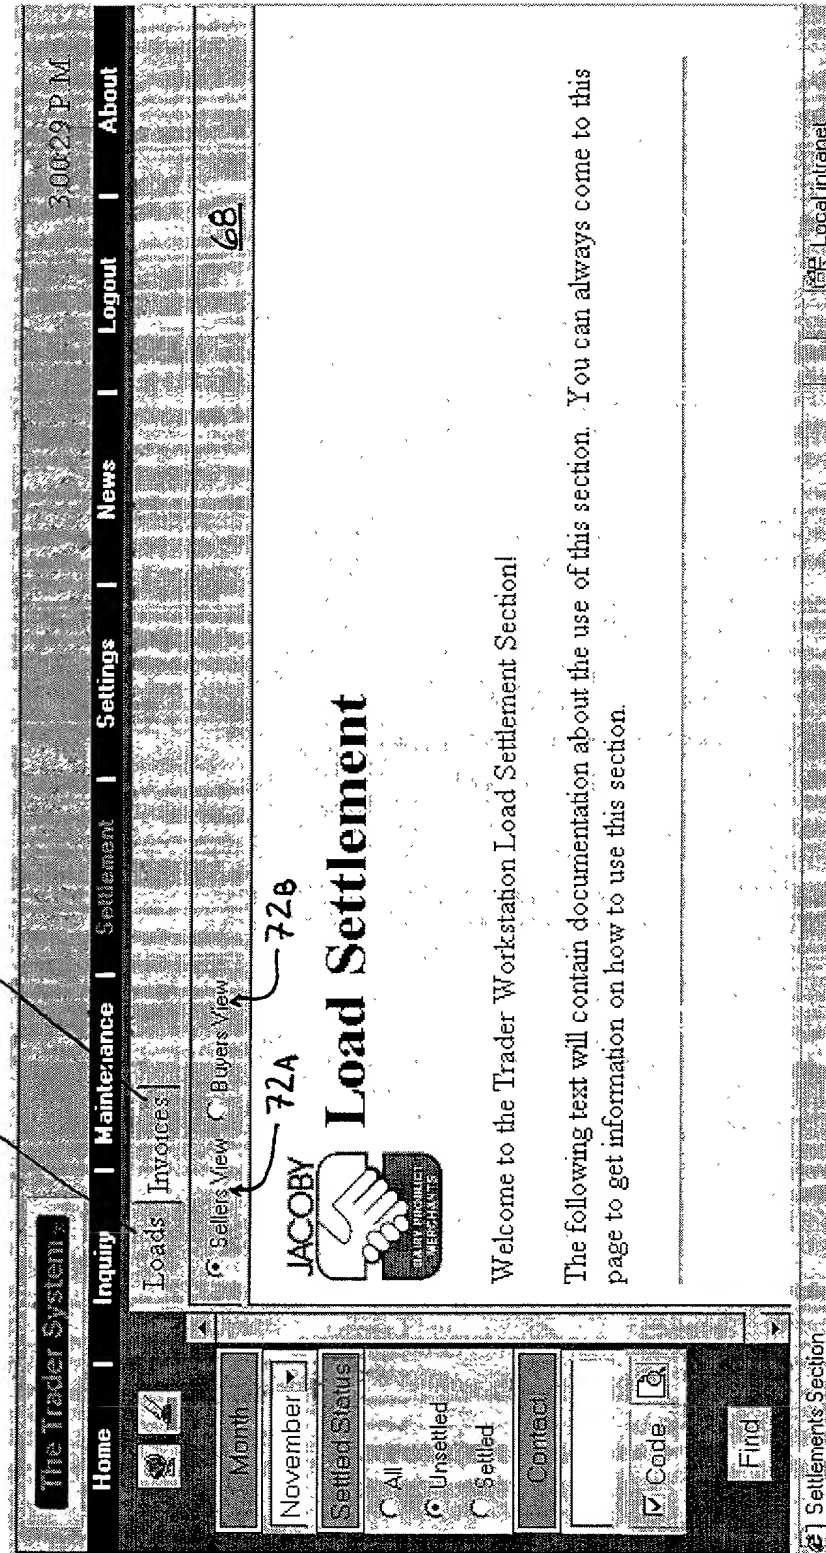 The Trader System
3:00:29 P M
Home | Inquiry | Maintenance | Settlement | Settings | News | Logout | About
Loads Invoices
Sellers View Buyers View
68
72A
72B
Month
November
Settled Status
All
Unsettled
Settled
Contact
Code
Find
JACOBY
DAIRY PRODUCT
MERCHANTS
Load Settlement
Welcome to the Trader Workstation Load Settlement Section!
The following text will contain documentation about the use of this section. You can always come to this
page to get information on how to use this section.
Settlements Section
Local intranet